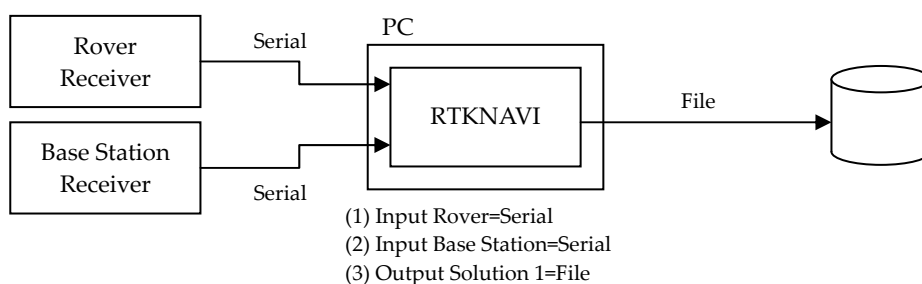 PC
Rover
Receiver
Serial
RTKNAVI
File
Base Station
Receiver
Serial
(1) Input Rover=Serial
(2) Input Base Station=Serial
(3) Output Solution 1=File